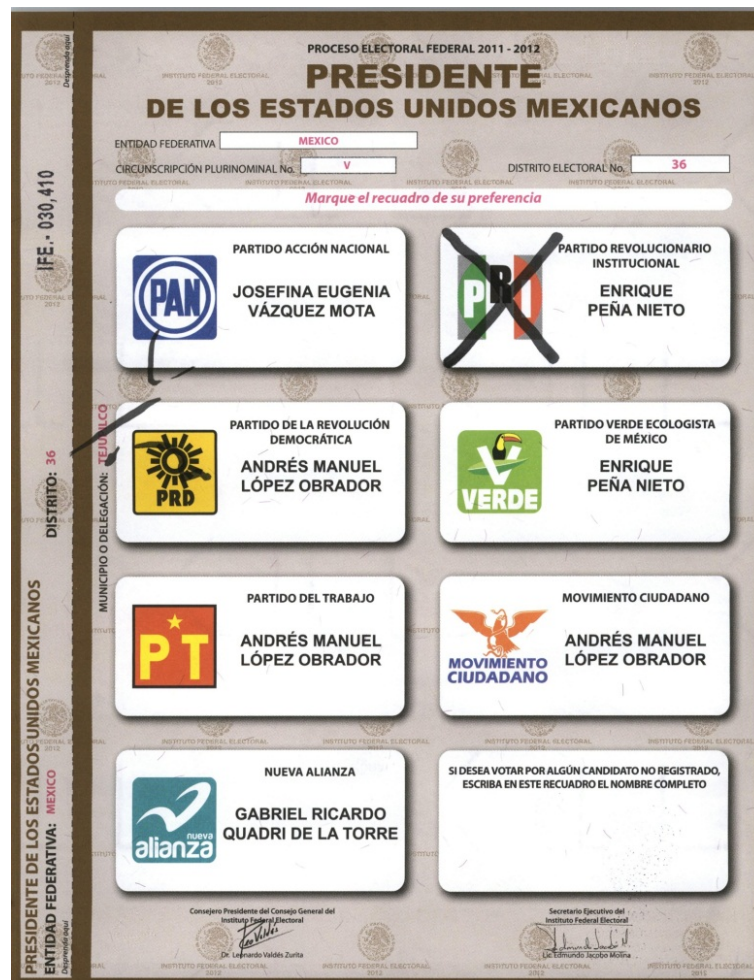 PROCESO ELECTORAL FEDERAL 2011 - 2012
PRESIDENTE
DE LOS ESTADOS UNIDOS MEXICANOS
ENTIDAD FEDERATIVA MEXICO
CIRCUNSCRIPCIÓN PLURINOMINAL No. V DISTRITO ELECTORAL No. 36
Marque el recuadro de su preferencia
PARTIDO ACCIÓN NACIONAL
PAN
JOSEFINA EUGENIA
VÁZQUEZ MOTA
PARTIDO REVOLUCIONARIO
INSTITUCIONAL
PRI
ENRIQUE
PEÑA NIETO
PARTIDO DE LA REVOLUCIÓN
DEMOCRÁTICA
PRD
ANDRÉS MANUEL
LÓPEZ OBRADOR
PARTIDO VERDE ECOLOGISTA
DE MÉXICO
VERDE
ENRIQUE
PEÑA NIETO
PARTIDO DEL TRABAJO
PT
ANDRÉS MANUEL
LÓPEZ OBRADOR
MOVIMIENTO CIUDADANO
MOVIMIENTO
CIUDADANO
ANDRÉS MANUEL
LÓPEZ OBRADOR
NUEVA ALIANZA
nueva
alianza
GABRIEL RICARDO
QUADRI DE LA TORRE
SI DESEA VOTAR POR ALGÚN CANDIDATO NO REGISTRADO,
ESCRIBA EN ESTE RECUADRO EL NOMBRE COMPLETO
Consejero Presidente del Consejo General del
Instituto Federal Electoral
Dr. Leonardo Valdés Zurita
Secretario Ejecutivo del
Instituto Federal Electoral
Lic. Edmundo Jacobo Molina
MUNICIPIO O DELEGACIÓN:
PRESIDENTE DE LOS ESTADOS UNIDOS MEXICANOS
ENTIDAD FEDERATIVA: MEXICO DISTRITO: 36 IFE.- 030,410
Desprenda aquí
Desprenda aquí
INSTITUTO FEDERAL ELECTORAL
2012